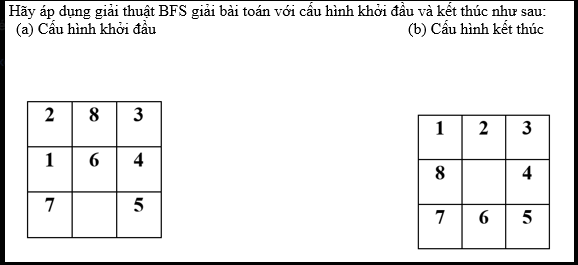 Hãy áp dụng giải thuật BFS giải bài toán với cấu hình khởi đầu và kết thúc như sau:
(a) Cấu hình khởi đầu (b) Cấu hình kết thúc
2 8 3
1 6 4
7 5
1 2 3
8 4
7 6 5